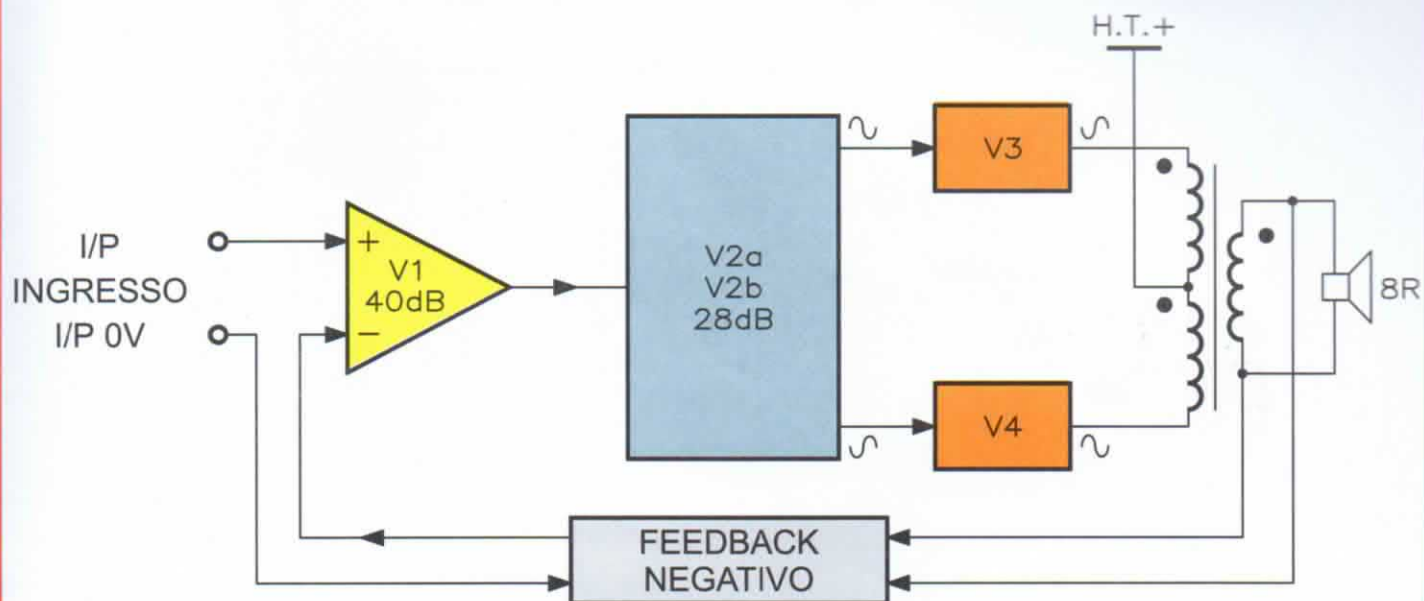 H.T.+
I/P
INGRESSO
I/P 0V
+
V1
40dB
−
V2a
V2b
28dB
V3
V4
8R
FEEDBACK
NEGATIVO